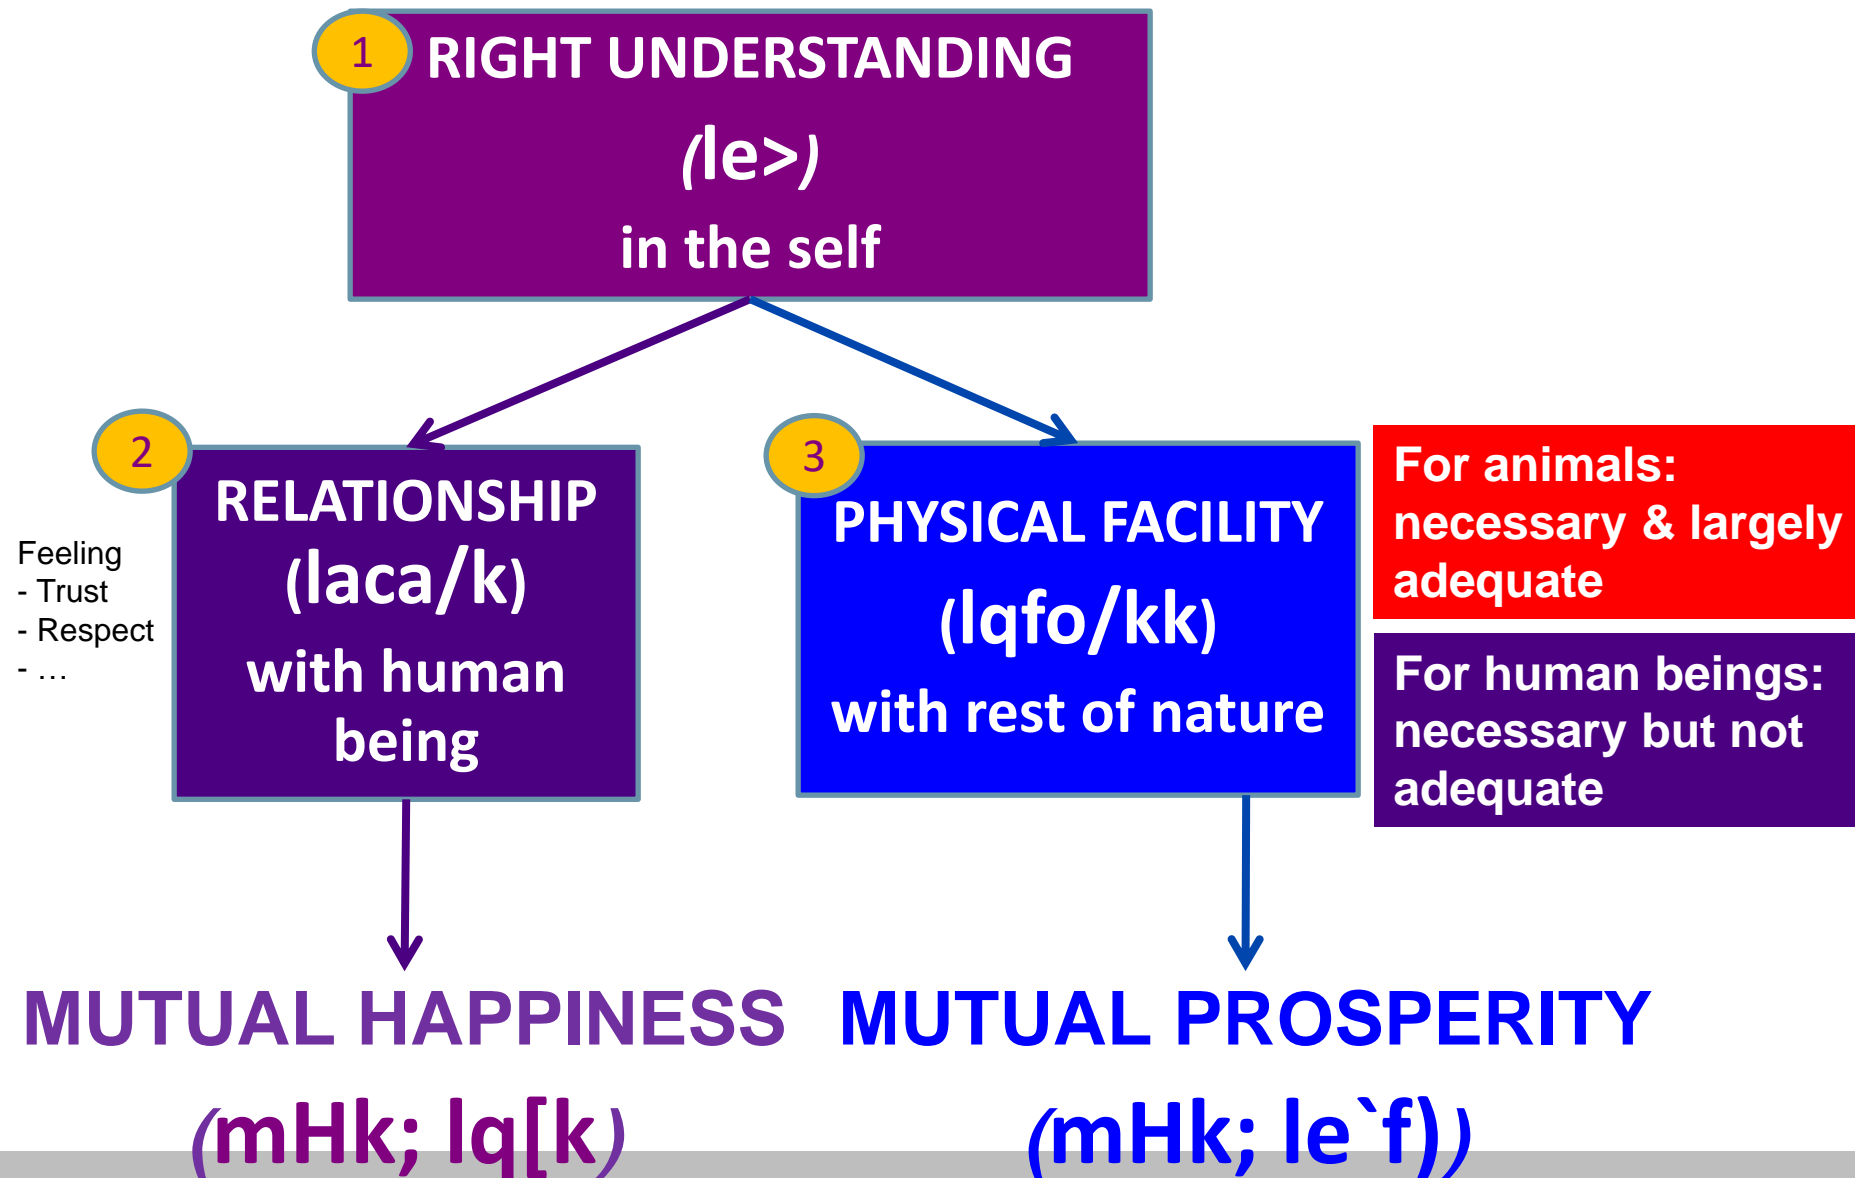 1
RIGHT UNDERSTANDING
(le>)
in the self
2
RELATIONSHIP
(laca/k)
with human
being
Feeling
- Trust
- Respect
- …
3
PHYSICAL FACILITY
(lqfo/kk)
with rest of nature
For animals:
necessary & largely
adequate
For human beings:
necessary but not
adequate
MUTUAL HAPPINESS
(mHk; lq[k)
MUTUAL PROSPERITY
(mHk; le`f))